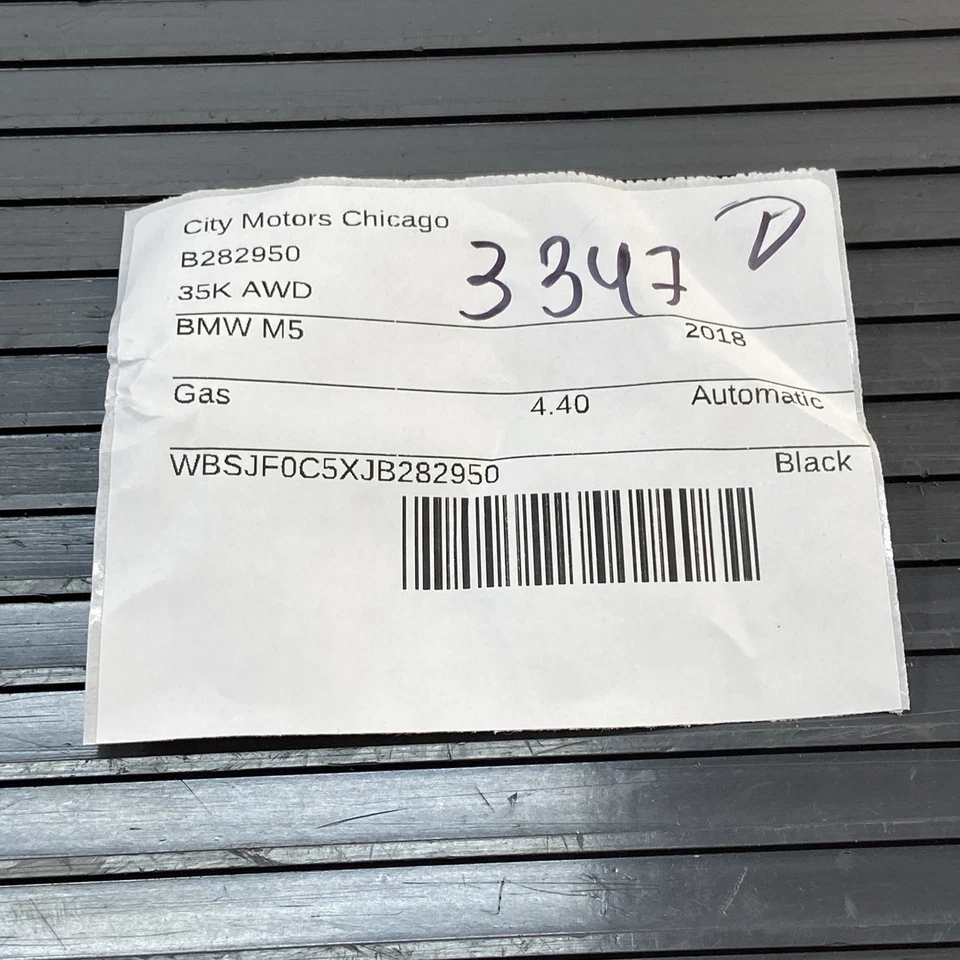 City Motors Chicago
B282950
35K AWD
3347 D
BMW M5 2018
Gas 4.40 Automatic
WBSJF0C5XJB282950 Black